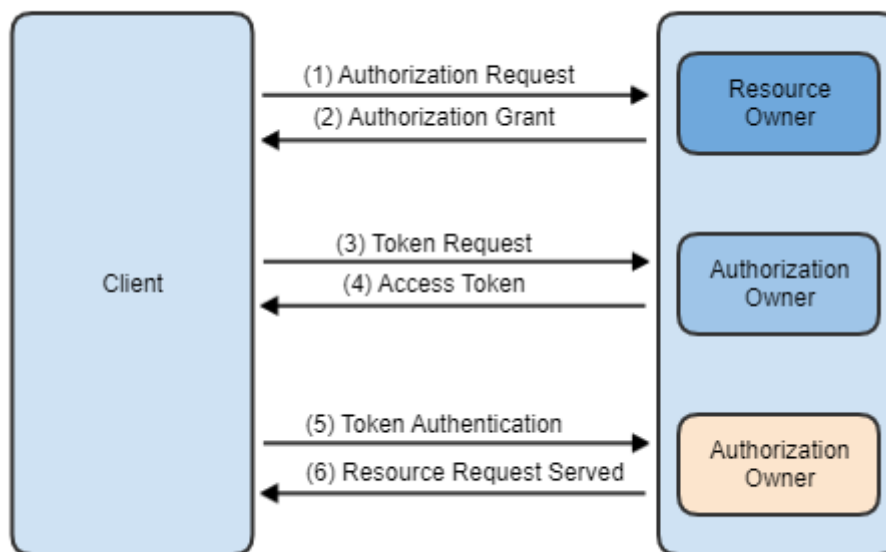 (1) Authorization Request
(2) Authorization Grant
Resource
Owner
(3) Token Request
(4) Access Token
Client
Authorization
Owner
(5) Token Authentication
(6) Resource Request Served
Authorization
Owner